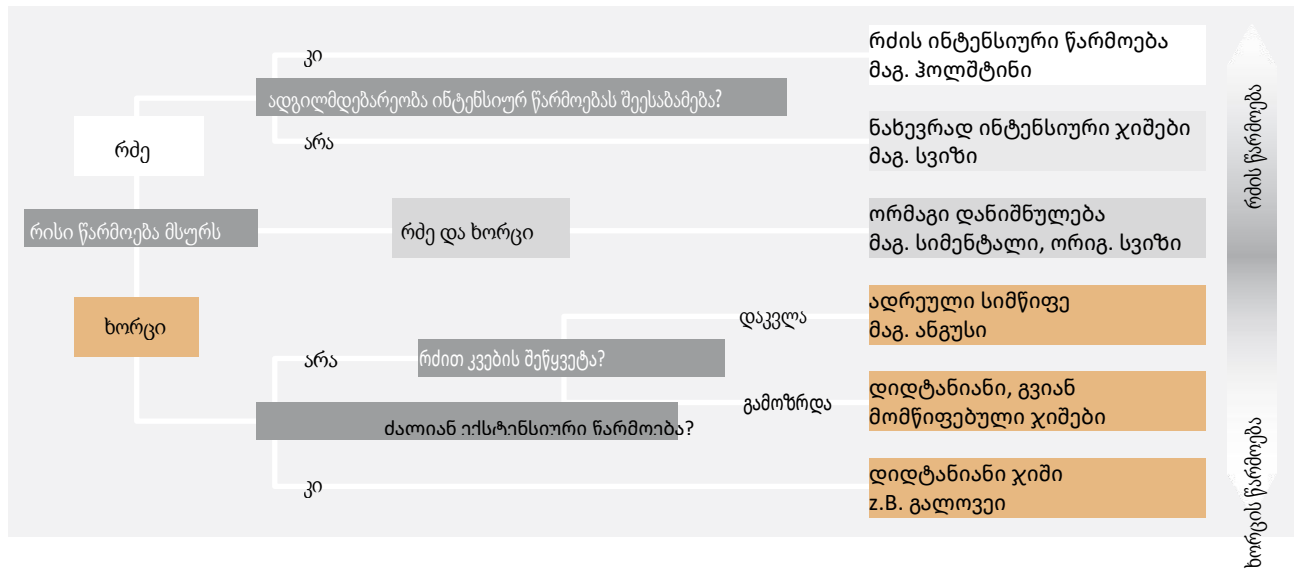 კი
რძის ინტენსიური წარმოება
მაგ. ჰოლშტინი
ადგილმდებარეობა ინტენსიურ წარმოებას შეესაბამება?
რძე
არა
ნახევრად ინტენსიური ჯიშები
მაგ. სვიზი
რისი წარმოება მსურს
რძე და ხორცი
ორმაგი დანიშნულება
მაგ. სიმენტალი, ორიგ. სვიზი
ხორცი
დაკვლა
ადრეული სიმწიფე
მაგ. ანგუსი
არა
რძით კვების შეწყვეტა?
გამოზრდა
დიდტანიანი, გვიან
მომწიფებული ჯიშები
ძალიან ექსტენსიური წარმოება?
კი
დიდტანიანი ჯიში
z.B. გალოვეი
რძის წარმოება
ხორცის წარმოება